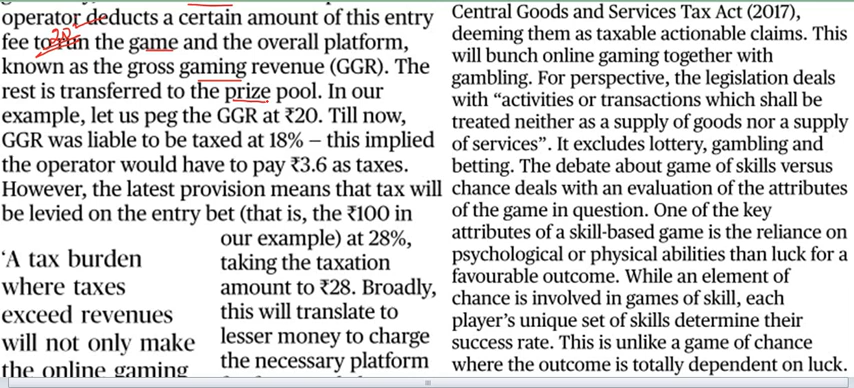 operator deducts a certain amount of this entry
fee to run the game and the overall platform,
known as the gross gaming revenue (GGR). The
rest is transferred to the prize pool. In our
example, let us peg the GGR at ₹20. Till now,
GGR was liable to be taxed at 18% – this implied
the operator would have to pay ₹3.6 as taxes.
However, the latest provision means that tax will
be levied on the entry bet (that is, the ₹100 in
our example) at 28%,
taking the taxation
amount to ₹28. Broadly,
this will translate to
lesser money to charge
the necessary platform
‘A tax burden
where taxes
exceed revenues
will not only make
the online gaming
Central Goods and Services Tax Act (2017),
deeming them as taxable actionable claims. This
will bunch online gaming together with
gambling. For perspective, the legislation deals
with “activities or transactions which shall be
treated neither as a supply of goods nor a supply
of services”. It excludes lottery, gambling and
betting. The debate about game of skills versus
chance deals with an evaluation of the attributes
of the game in question. One of the key
attributes of a skill-based game is the reliance on
psychological or physical abilities than luck for a
favourable outcome. While an element of
chance is involved in games of skill, each
player’s unique set of skills determine their
success rate. This is unlike a game of chance
where the outcome is totally dependent on luck.
20